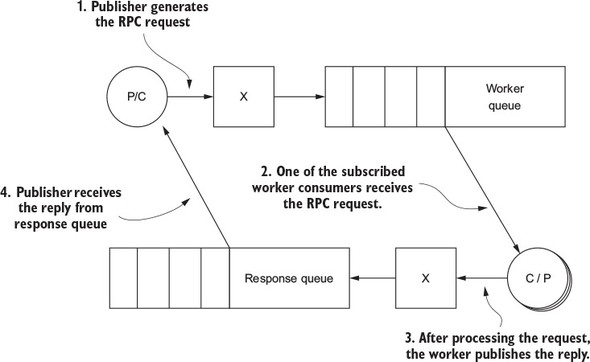 1. Publisher generates
the RPC request
P/C
X
Worker
queue
2. One of the subscribed
worker consumers receives
the RPC request.
4. Publisher receives
the reply from
response queue
Response queue
X
C / P
3. After processing the request,
the worker publishes the reply.